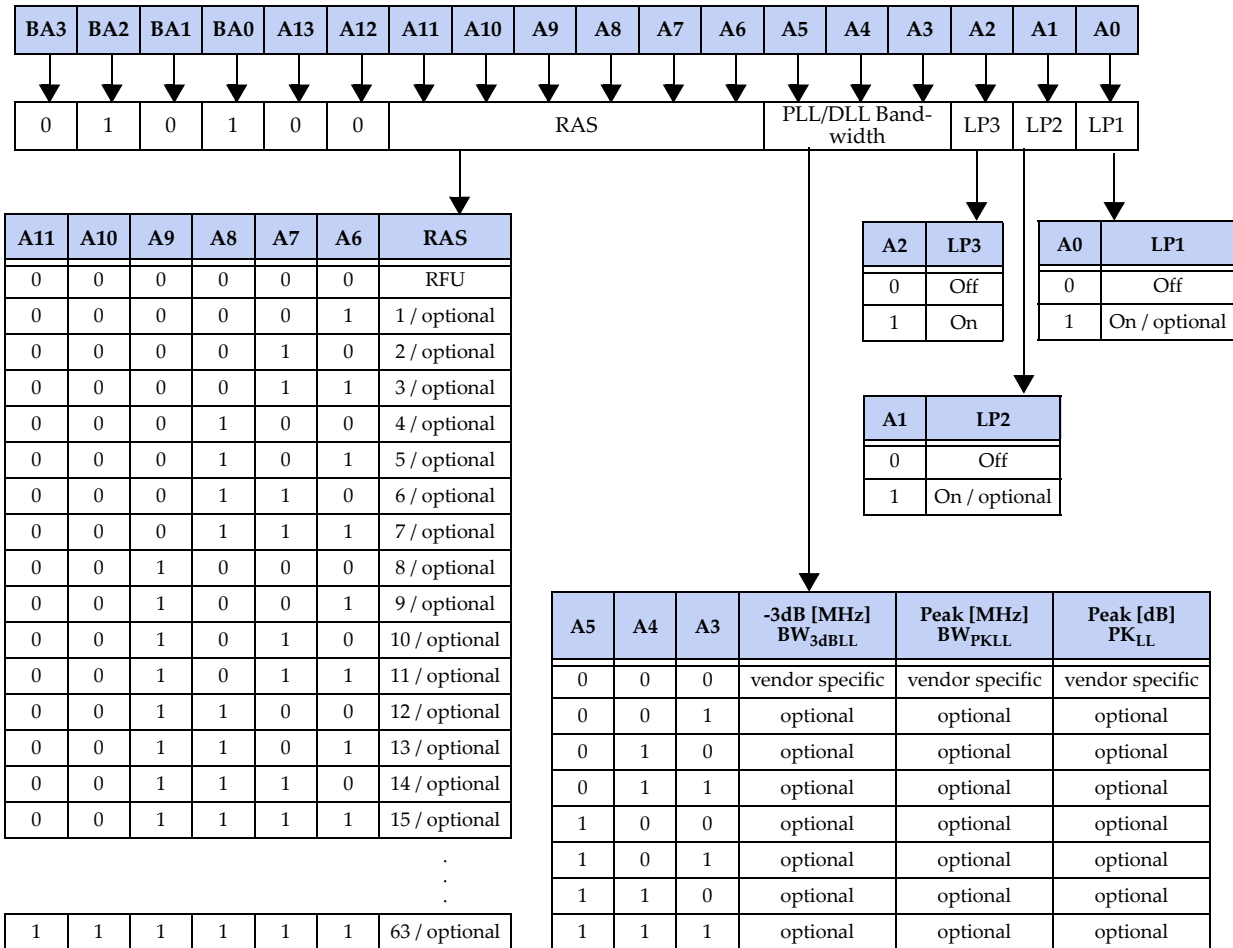 BA3 BA2 BA1 BA0 A13 A12 A11 A10 A9 A8 A7 A6 A5 A4 A3 A2 A1 A0
0 1 0 1 0 0 RAS PLL/DLL Band-
width LP3 LP2 LP1
A11 A10 A9 A8 A7 A6 RAS
0 0 0 0 0 0 RFU
0 0 0 0 0 1 1 / optional
0 0 0 0 1 0 2 / optional
0 0 0 0 1 1 3 / optional
0 0 0 1 0 0 4 / optional
0 0 0 1 0 1 5 / optional
0 0 0 1 1 0 6 / optional
0 0 0 1 1 1 7 / optional
0 0 1 0 0 0 8 / optional
0 0 1 0 0 1 9 / optional
0 0 1 0 1 0 10 / optional
0 0 1 0 1 1 11 / optional
0 0 1 1 0 0 12 / optional
0 0 1 1 0 1 13 / optional
0 0 1 1 1 0 14 / optional
0 0 1 1 1 1 15 / optional
.
.
.
1 1 1 1 1 1 63 / optional
A2 LP3
0 Off
1 On
A0 LP1
0 Off
1 On / optional
A1 LP2
0 Off
1 On / optional
A5 A4 A3 -3dB [MHz] Peak [MHz] Peak [dB]
BW3dBLL BWPKLL PKLL
0 0 0 vendor specific vendor specific vendor specific
0 0 1 optional optional optional
0 1 0 optional optional optional
0 1 1 optional optional optional
1 0 0 optional optional optional
1 0 1 optional optional optional
1 1 0 optional optional optional
1 1 1 optional optional optional